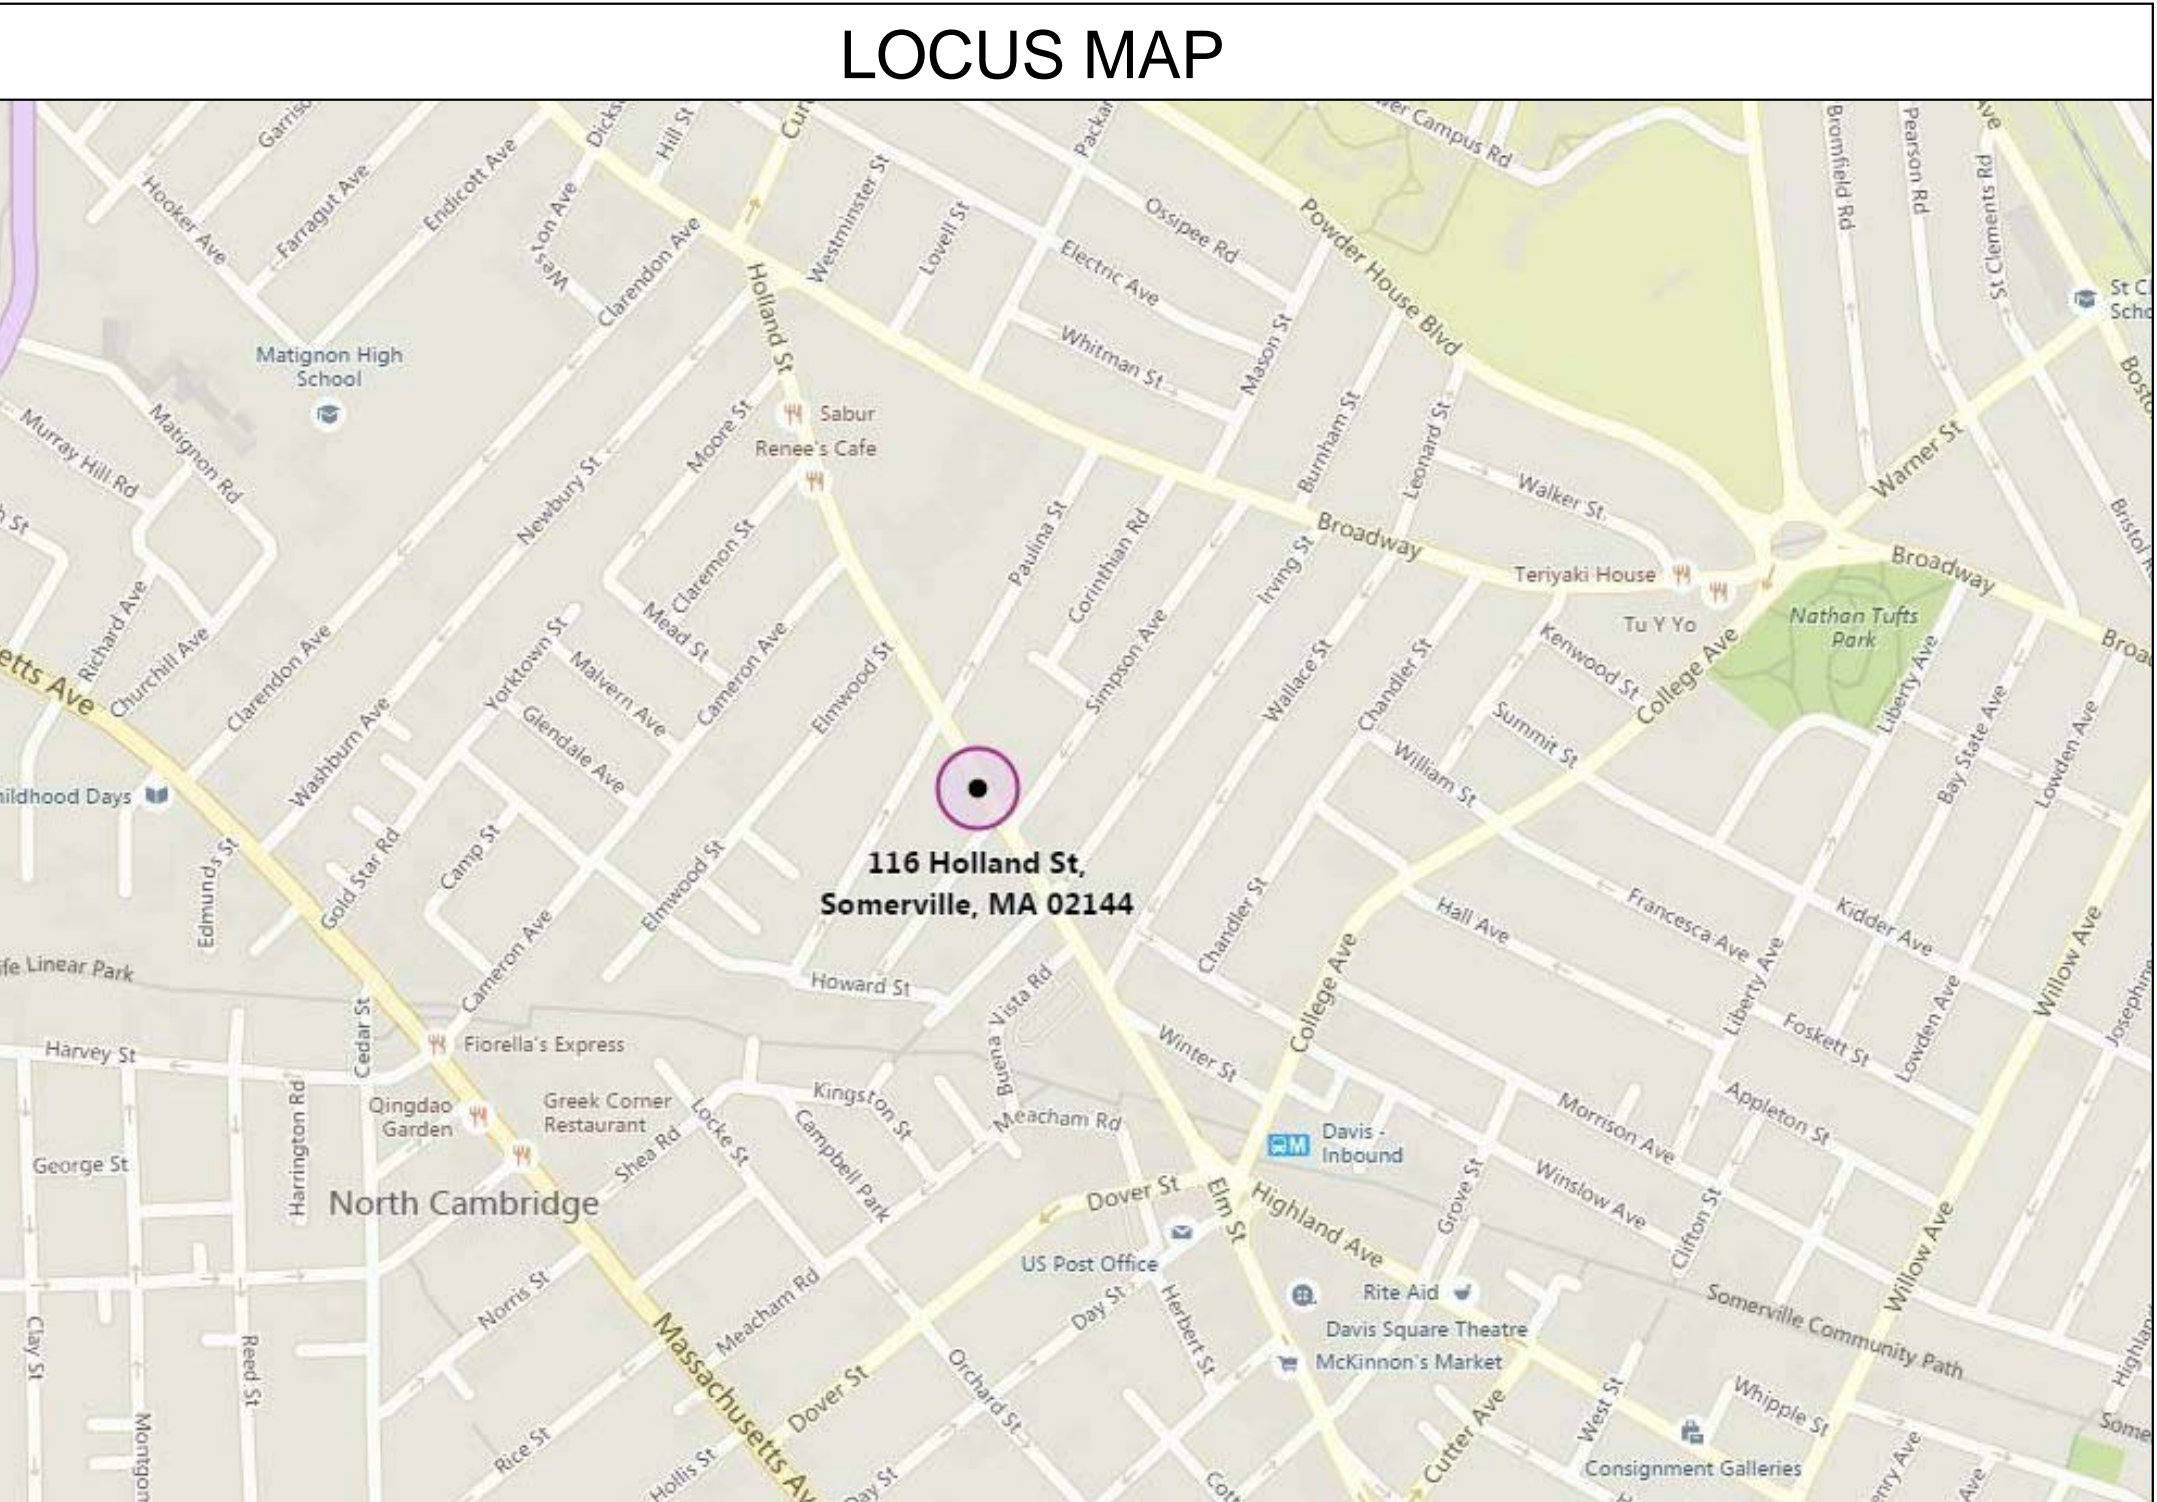 LOCUS MAP
Hill St
Powder House Blvd
Bromfield Rd
Pearson Rd
St Clements Rd
Hooker Ave
Farragut Ave
Endicott Ave
Weston Ave
Clarendon Ave
Westminster St
Lovell St
Ossipee Rd
Electric Ave
Whitman St
Mason St
Holland St
Matignon High
School
Matignon Rd
Murray Hill Rd
Moore St
Sabur
Renee's Cafe
Burnham St
Leonard St
Walker St
Warner St
Newbury St
Claremon St
Mead St
Paulina St
Corinthian Rd
Irving St
Broadway
Teriyaki House
Tu Y Yo
Broadway
Nathan Tufts
Park
Richard Ave
Churchill Ave
Clarendon Ave
Washburn Ave
Yorktown St
Malvern Ave
Glendale Ave
Cameron Ave
Elmwood St
Simpson Ave
Wallace St
Chandler St
Kenwood St
College Ave
Summit St
William St
Liberty Ave
Bay State Ave
Lowden Ave
Edmunds St
Gold Star Rd
Camp St
Elmwood St
Cameron Ave
116 Holland St,
Somerville, MA 02144
Chandler St
Hall Ave
Francesca Ave
Kidder Ave
Willow Ave
Linear Park
Howard St
Buena Vista Rd
College Ave
Liberty Ave
Foskett St
Lowden Ave
Harvey St
Cedar St
Fiorella's Express
Winter St
Harrington Rd
Qingdao
Garden
Greek Corner
Restaurant
Shea Rd
Locke St
Kingston St
Campbell Park
Meacham Rd
Davis -
Inbound
Morrison Ave
Appleton St
George St
North Cambridge
Dover St
Elm St
Highland Ave
Grove St
Winslow Ave
Clifton St
Willow Ave
US Post Office
Norris St
Meacham Rd
Day St
Herbert St
Rite Aid
Davis Square Theatre
McKinnon's Market
Somerville Community Path
Clay St
Reed St
Massachusetts Av
Dover St
Orchard St
West St
Whipple St
Rice St
Hollis St
Cutter Ave
Consignment Galleries